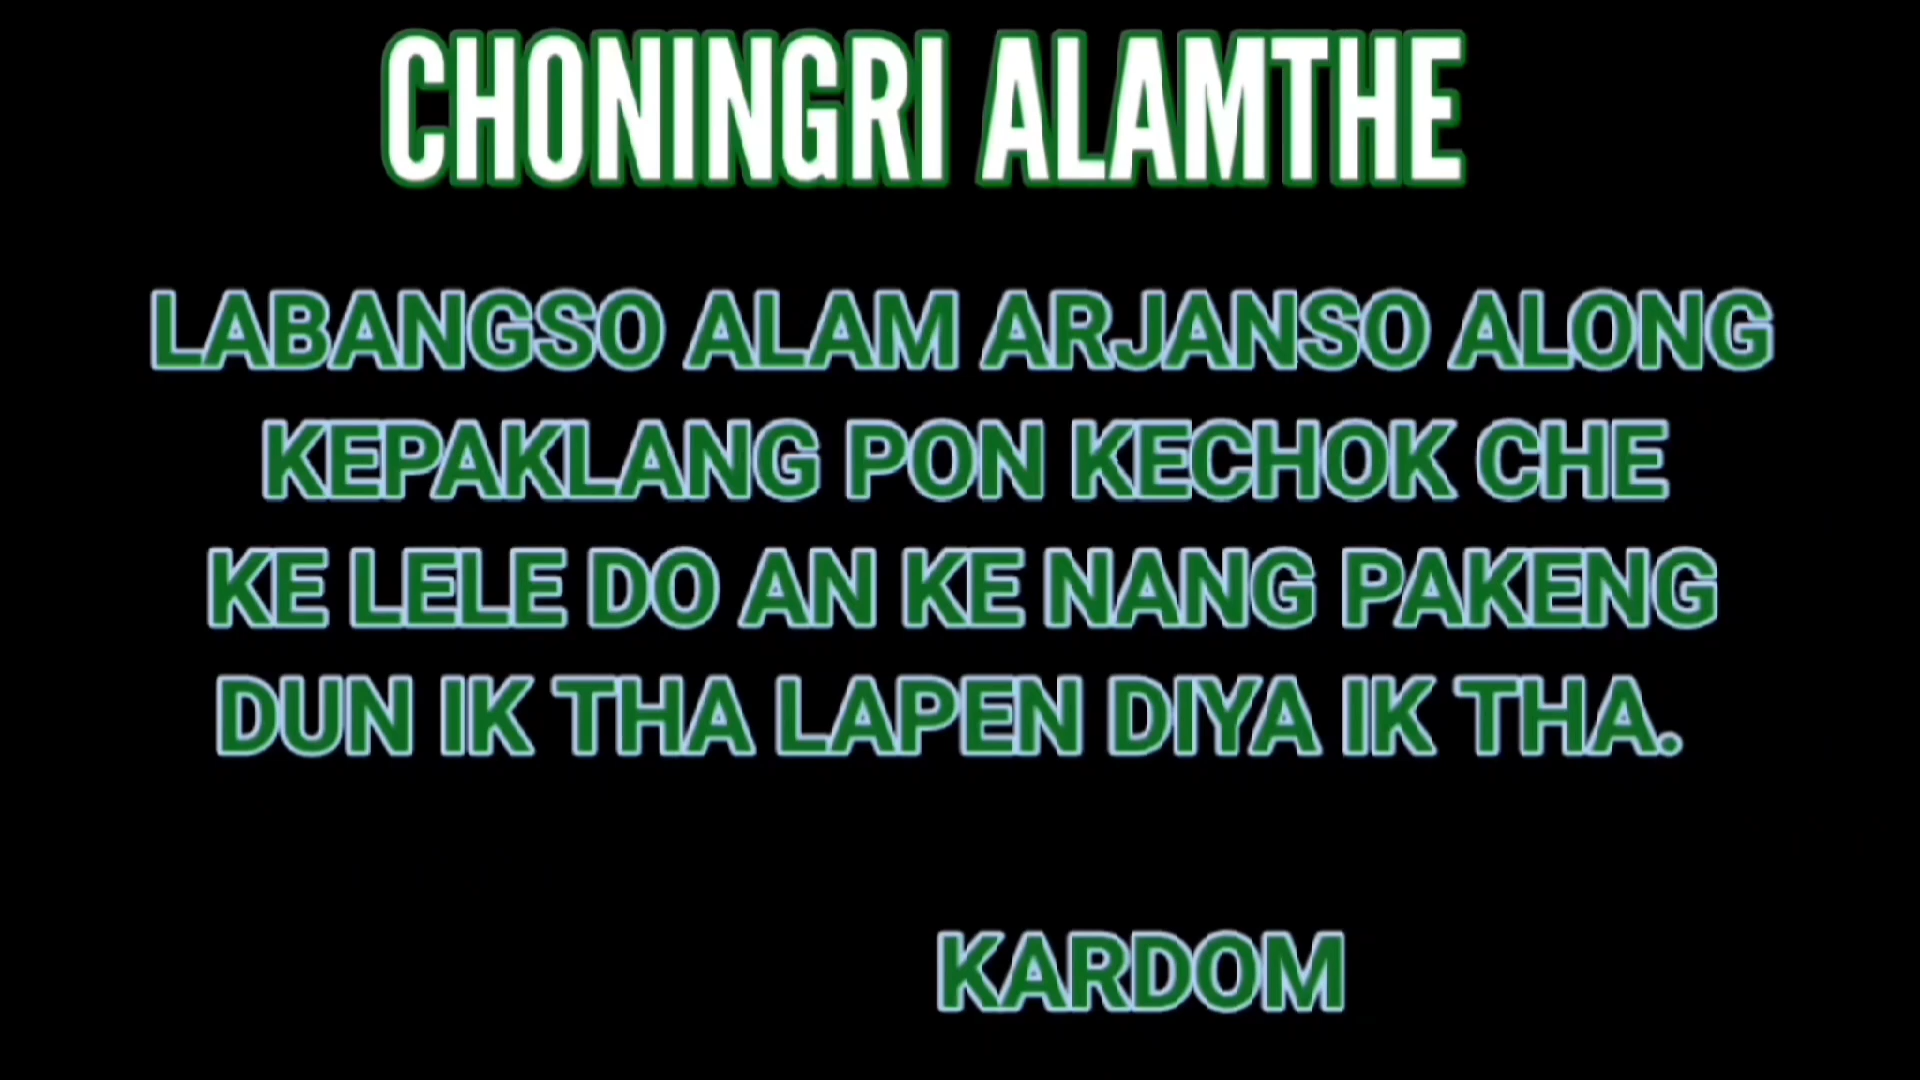 CHONINGRI ALAMTHE
LABANGSO ALAM ARJANSO ALONG
KEPAKLANG PON KECHOK CHE
KE LELE DO AN KE NANG PAKENG
DUN IK THA LAPEN DIYA IK THA.
KARDOM